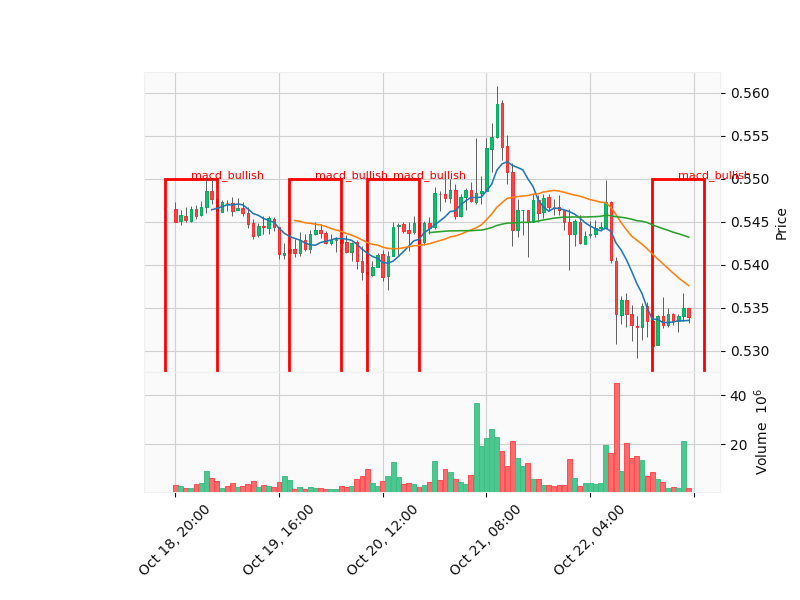 0.560
0.555
macd_bullish macd_bullish macd_bullish macd_bullish 0.550
0.545
0.540
0.535
0.530
Price
40
20
Volume 10^6
Oct 18, 20:00
Oct 19, 16:00
Oct 20, 12:00
Oct 21, 08:00
Oct 22, 04:00